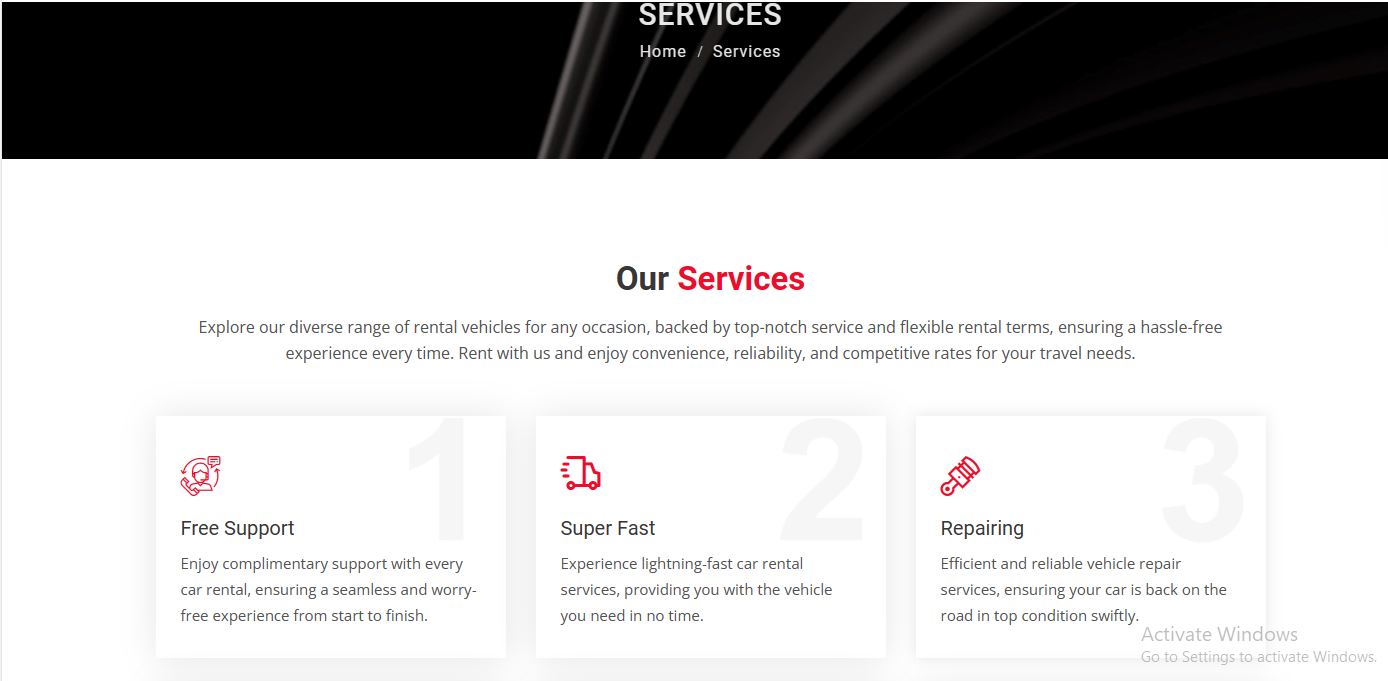 SERVICES
Home / Services
Our Services
Explore our diverse range of rental vehicles for any occasion, backed by top-notch service and flexible rental terms, ensuring a hassle-free
experience every time. Rent with us and enjoy convenience, reliability, and competitive rates for your travel needs.
1
Free Support
Enjoy complimentary support with every
car rental, ensuring a seamless and worry-
free experience from start to finish.
2
Super Fast
Experience lightning-fast car rental
services, providing you with the vehicle
you need in no time.
3
Repairing
Efficient and reliable vehicle repair
services, ensuring your car is back on the
road in top condition swiftly.
Activate Windows
Go to Settings to activate Windows.